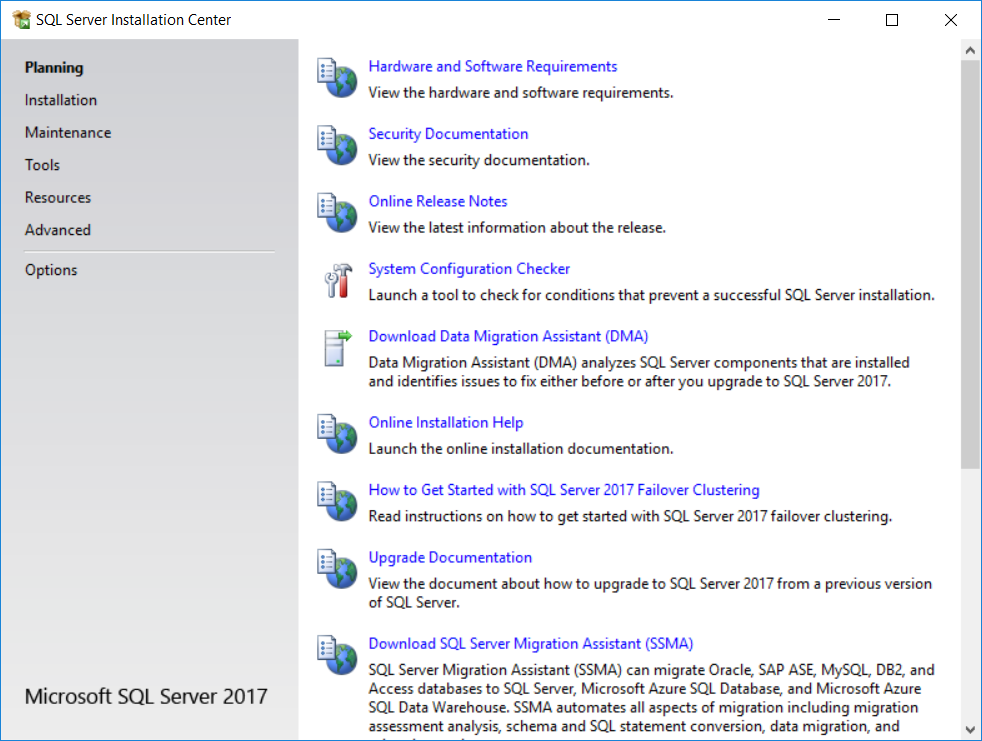 SQL Server Installation Center
Planning
Installation
Maintenance
Tools
Resources
Advanced
Options
Microsoft SQL Server 2017
Hardware and Software Requirements
View the hardware and software requirements.
Security Documentation
View the security documentation.
Online Release Notes
View the latest information about the release.
System Configuration Checker
Launch a tool to check for conditions that prevent a successful SQL Server installation.
Download Data Migration Assistant (DMA)
Data Migration Assistant (DMA) analyzes SQL Server components that are installed
and identifies issues to fix either before or after you upgrade to SQL Server 2017.
Online Installation Help
Launch the online installation documentation.
How to Get Started with SQL Server 2017 Failover Clustering
Read instructions on how to get started with SQL Server 2017 failover clustering.
Upgrade Documentation
View the document about how to upgrade to SQL Server 2017 from a previous version
of SQL Server.
Download SQL Server Migration Assistant (SSMA)
SQL Server Migration Assistant (SSMA) can migrate Oracle, SAP ASE, MySQL, DB2, and
Access databases to SQL Server, Microsoft Azure SQL Database, and Microsoft Azure
SQL Data Warehouse. SSMA automates all aspects of migration including migration
assessment analysis, schema and SQL statement conversion, data migration, and